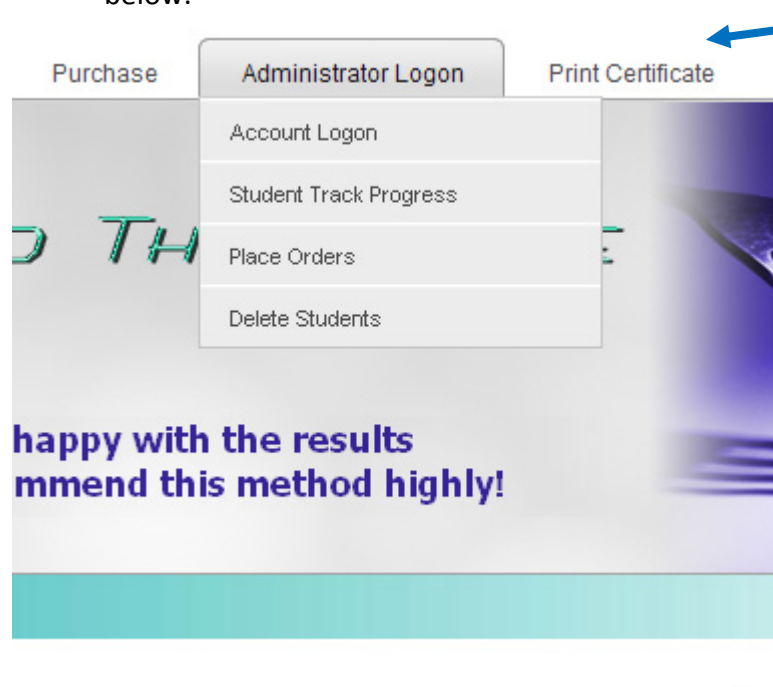 below.
Purchase Administrator Logon Print Certificate
Account Logon
Student Track Progress
Place Orders
Delete Students
happy with the results
mmend this method highly!